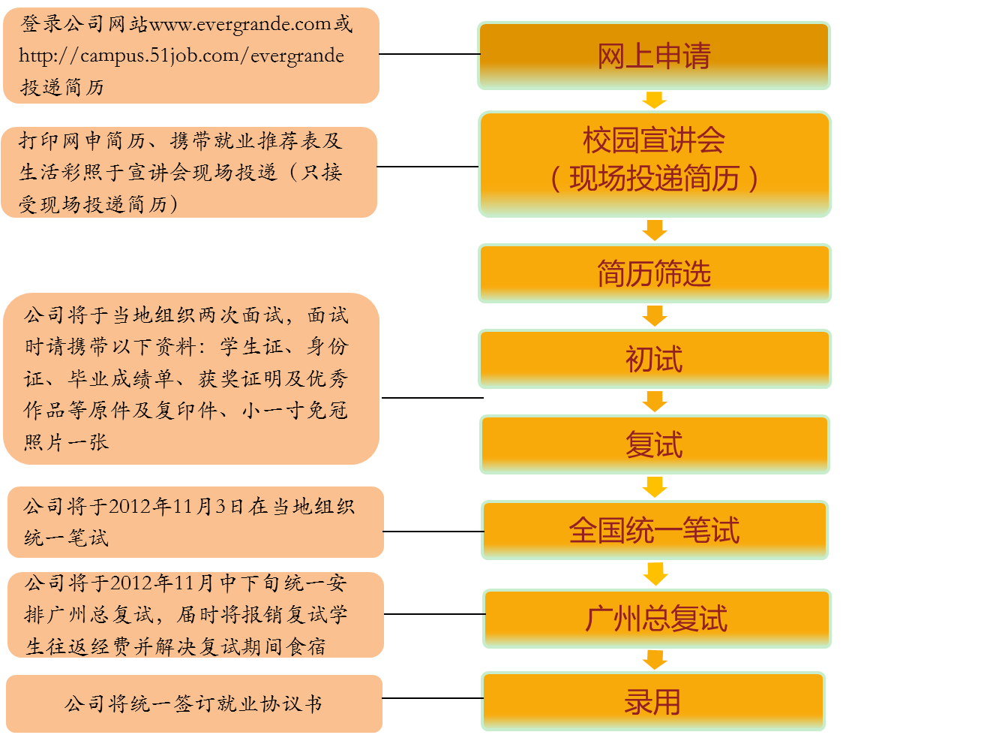 登录公司网站www.evergrande.com或
http://campus.51job.com/evergrande
投递简历
网上申请
打印网申简历、携带就业推荐表及
生活彩照于宣讲会现场投递（只接
受现场投递简历）
校园宣讲会
（现场投递简历）
简历筛选
公司将于当地组织两次面试，面试
时请携带以下资料：学生证、身份
证、毕业成绩单、获奖证明及优秀
作品等原件及复印件、小一寸免冠
照片一张
初试
复试
公司将于2012年11月3日在当地组织
统一笔试
全国统一笔试
公司将于2012年11月中下旬统一安
排广州总复试，届时将报销复试学
生往返经费并解决复试期间食宿
广州总复试
公司将统一签订就业协议书
录用